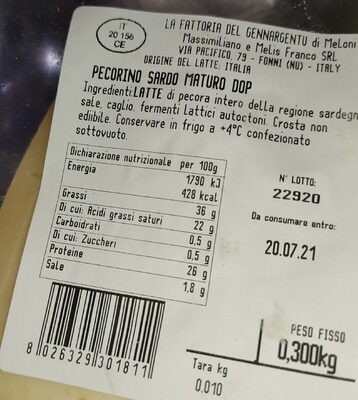 IT
20 156
CE
LA FATTORIA DEL GENNARGENTU di Meloni
Massimiliano e Melis Franco SRL
VIA PACIFICO, 79 - FONNI (NU) - ITALY
ORIGINE DEL LATTE: ITALIA
PECORINO SARDO MATURO DOP
Ingredienti:LATTE di pecora intero della regione sardegn
sale, caglio, fermenti lattici autoctoni. Crosta non
edibile. Conservare in frigo a +4°C confezionato
sottovuoto.
Dichiarazione nutrizionale per 100g
Energia 1790 kJ
428 kcal
Grassi 36 g
Di cui: Acidi grassi saturi 22 g
Carboidrati 0,5 g
Di cui: Zuccheri 0,5 g
Proteine 26 g
Sale 1,8 g
N° LOTTO:
22920
Da consumare entro:
20.07.21
PESO FISSO
0,300kg
Tara kg
0.010
8 026329 301811